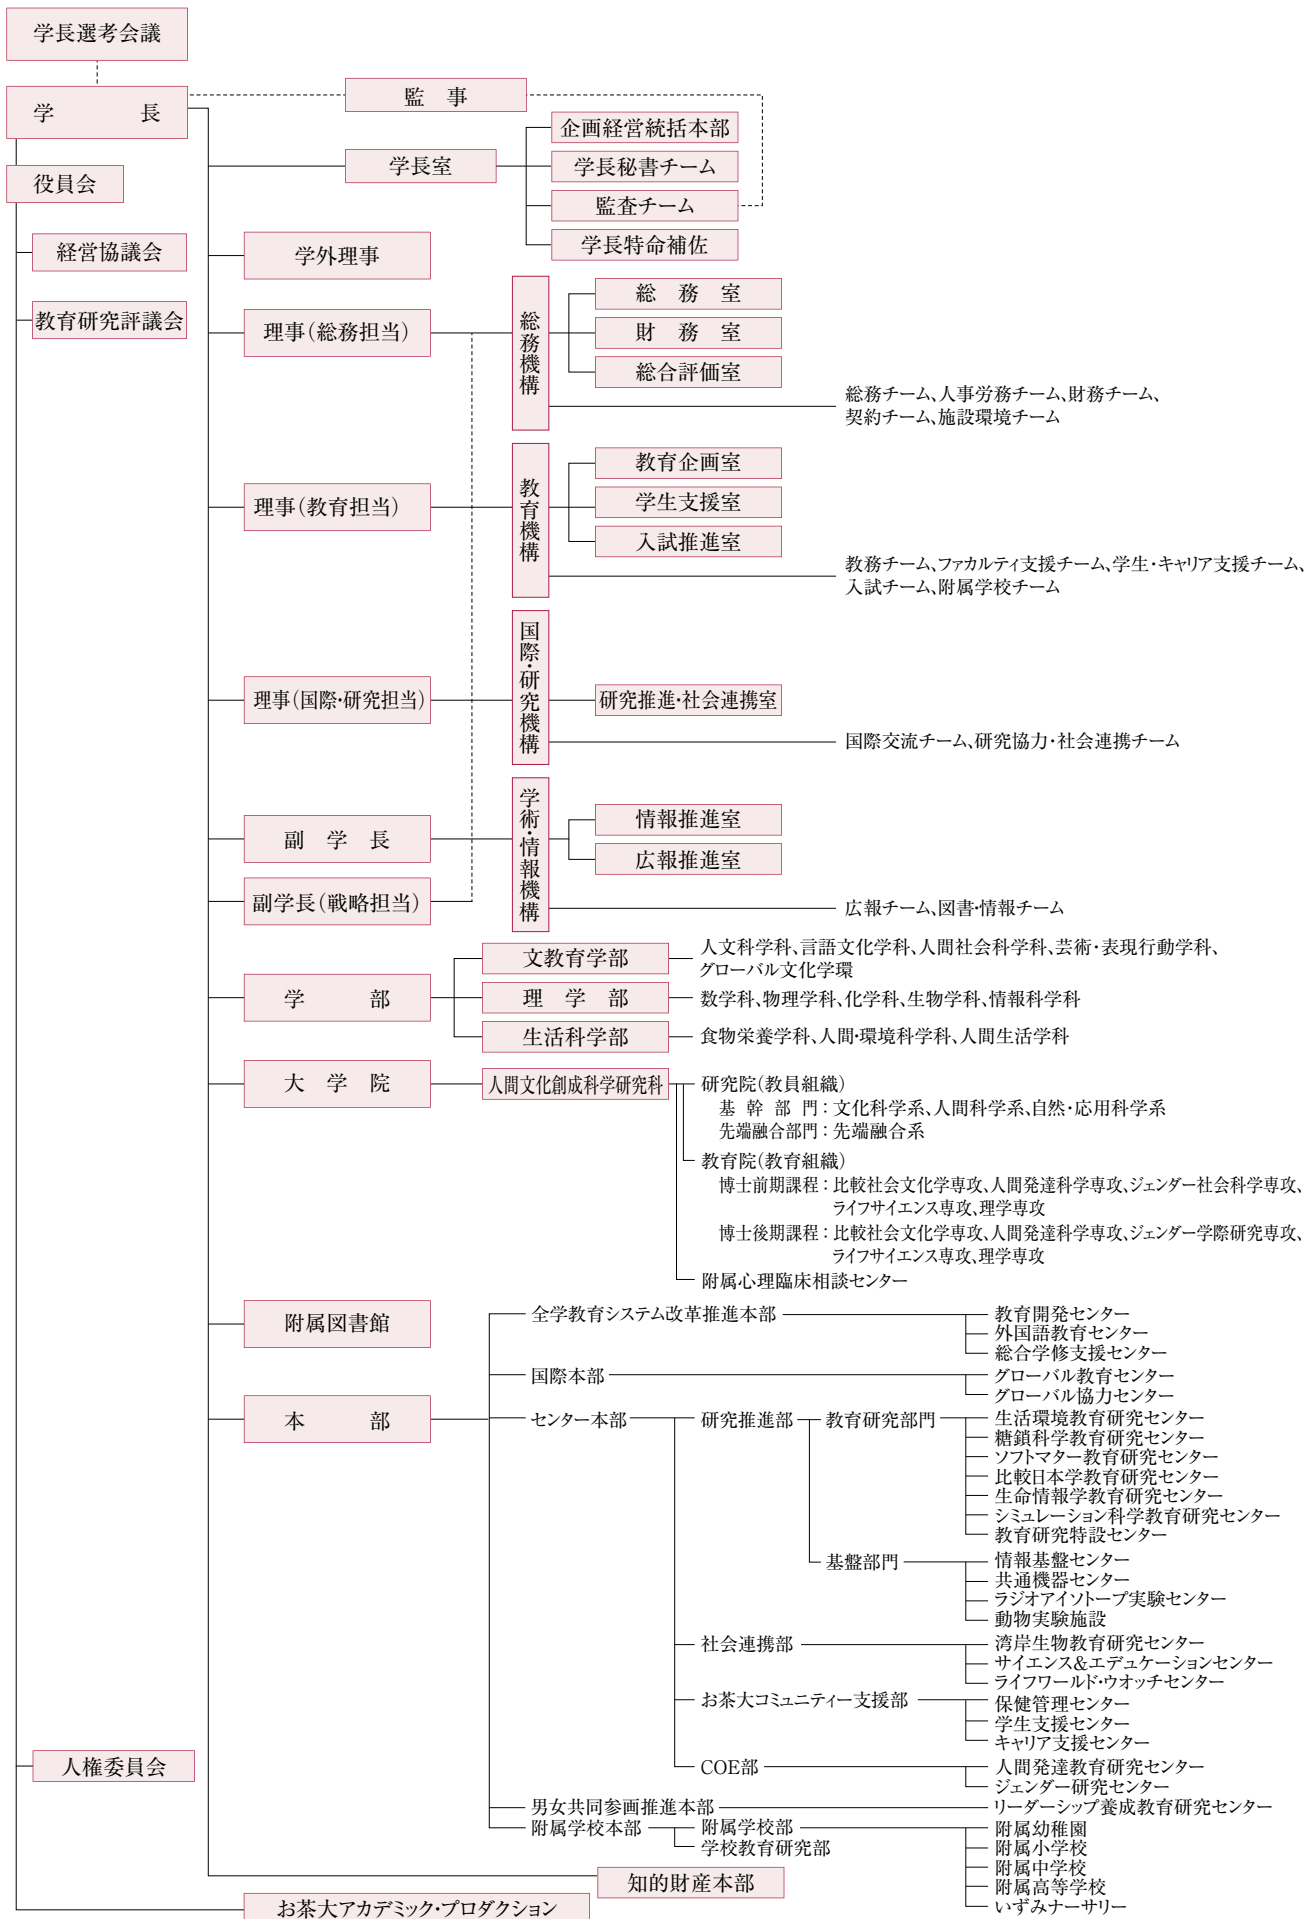 学長選考会議
学長
監事
企画経営統括本部
学長室
学長秘書チーム
役員会
監査チーム
学長特命補佐
経営協議会
学外理事
教育研究評議会
理事(総務担当)
総務機構
総務室
財務室
総合評価室
総務チーム、人事労務チーム、財務チーム、
契約チーム、施設環境チーム
理事(教育担当)
教育機構
教育企画室
学生支援室
入試推進室
教務チーム、ファカルティ支援チーム、学生・キャリア支援チーム、
入試チーム、附属学校チーム
理事(国際・研究担当)
国際・研究機構
研究推進・社会連携室
国際交流チーム、研究協力・社会連携チーム
副学長
学術・情報機構
情報推進室
広報推進室
副学長(戦略担当)
広報チーム、図書・情報チーム
学部
文教育学部
人文科学科、言語文化学科、人間社会科学科、芸術・表現行動学科、
グローバル文化学環
理学部
数学科、物理学科、化学科、生物学科、情報科学科
生活科学部
食物栄養学科、人間・環境科学科、人間生活学科
大学院
人間文化創成科学研究科
研究院(教員組織)
基幹部門：文化科学系、人間科学系、自然・応用科学系
先端融合部門：先端融合系
教育院(教育組織)
博士前期課程：比較社会文化学専攻、人間発達科学専攻、ジェンダー社会科学専攻、
ライフサイエンス専攻、理学専攻
博士後期課程：比較社会文化学専攻、人間発達科学専攻、ジェンダー学際研究専攻、
ライフサイエンス専攻、理学専攻
附属心理臨床相談センター
附属図書館
本部
全学教育システム改革推進本部
教育開発センター
外国語教育センター
総合学修支援センター
国際本部
グローバル教育センター
グローバル協力センター
センター本部
研究推進部
教育研究部門
生活環境教育研究センター
糖鎖科学教育研究センター
ソフトマター教育研究センター
比較日本学教育研究センター
生命情報学教育研究センター
シミュレーション科学教育研究センター
教育研究特設センター
基盤部門
情報基盤センター
共通機器センター
ラジオアイソトープ実験センター
動物実験施設
社会連携部
湾岸生物教育研究センター
サイエンス&エデュケーションセンター
ライフワールド・ウオッチセンター
お茶大コミュニティー支援部
保健管理センター
学生支援センター
キャリア支援センター
COE部
人間発達教育研究センター
ジェンダー研究センター
人権委員会
男女共同参画推進本部
リーダーシップ養成教育研究センター
附属学校本部
附属学校部
附属幼稚園
学校教育研究部
附属小学校
附属中学校
附属高等学校
いずみナーサリー
知的財産本部
お茶大アカデミック・プロダクション